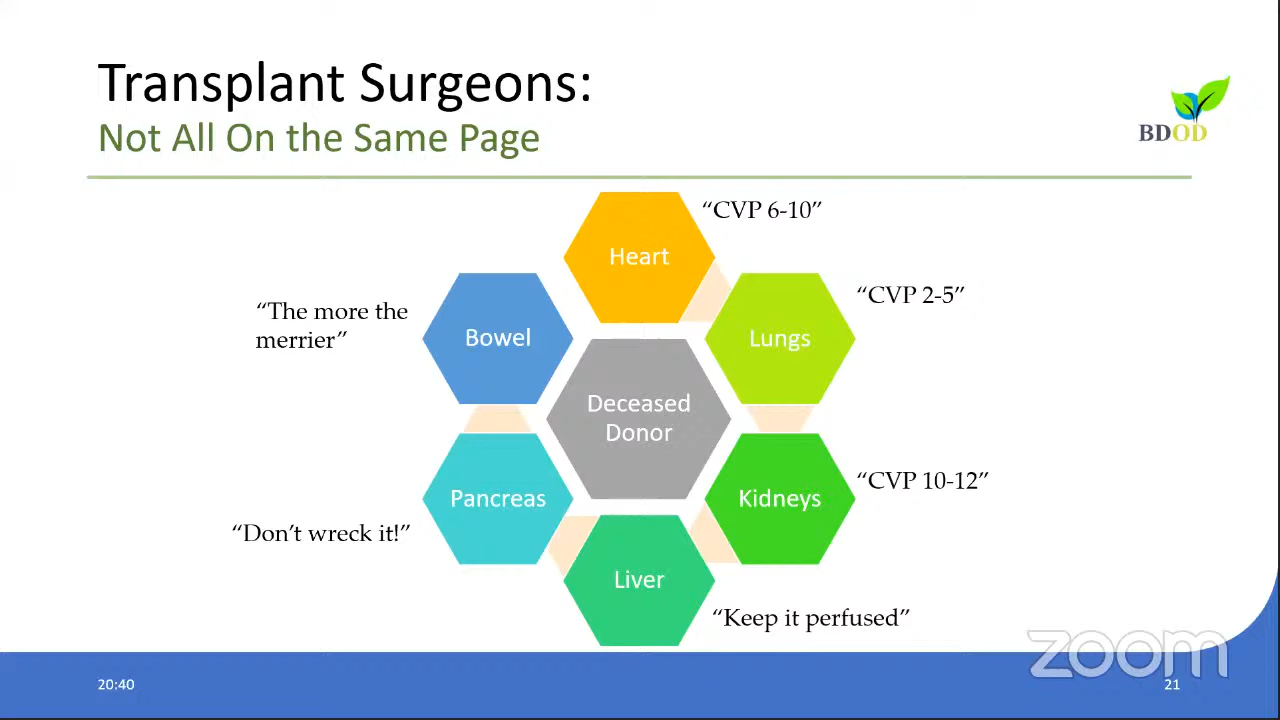 Transplant Surgeons:
Not All On the Same Page
BDOD
Heart
“CVP 6-10”
Lungs
“CVP 2-5”
Kidneys
“CVP 10-12”
Liver
“Keep it perfused”
Pancreas
“Don’t wreck it!”
Bowel
“The more the
merrier”
Deceased
Donor
zoom
20:40
21